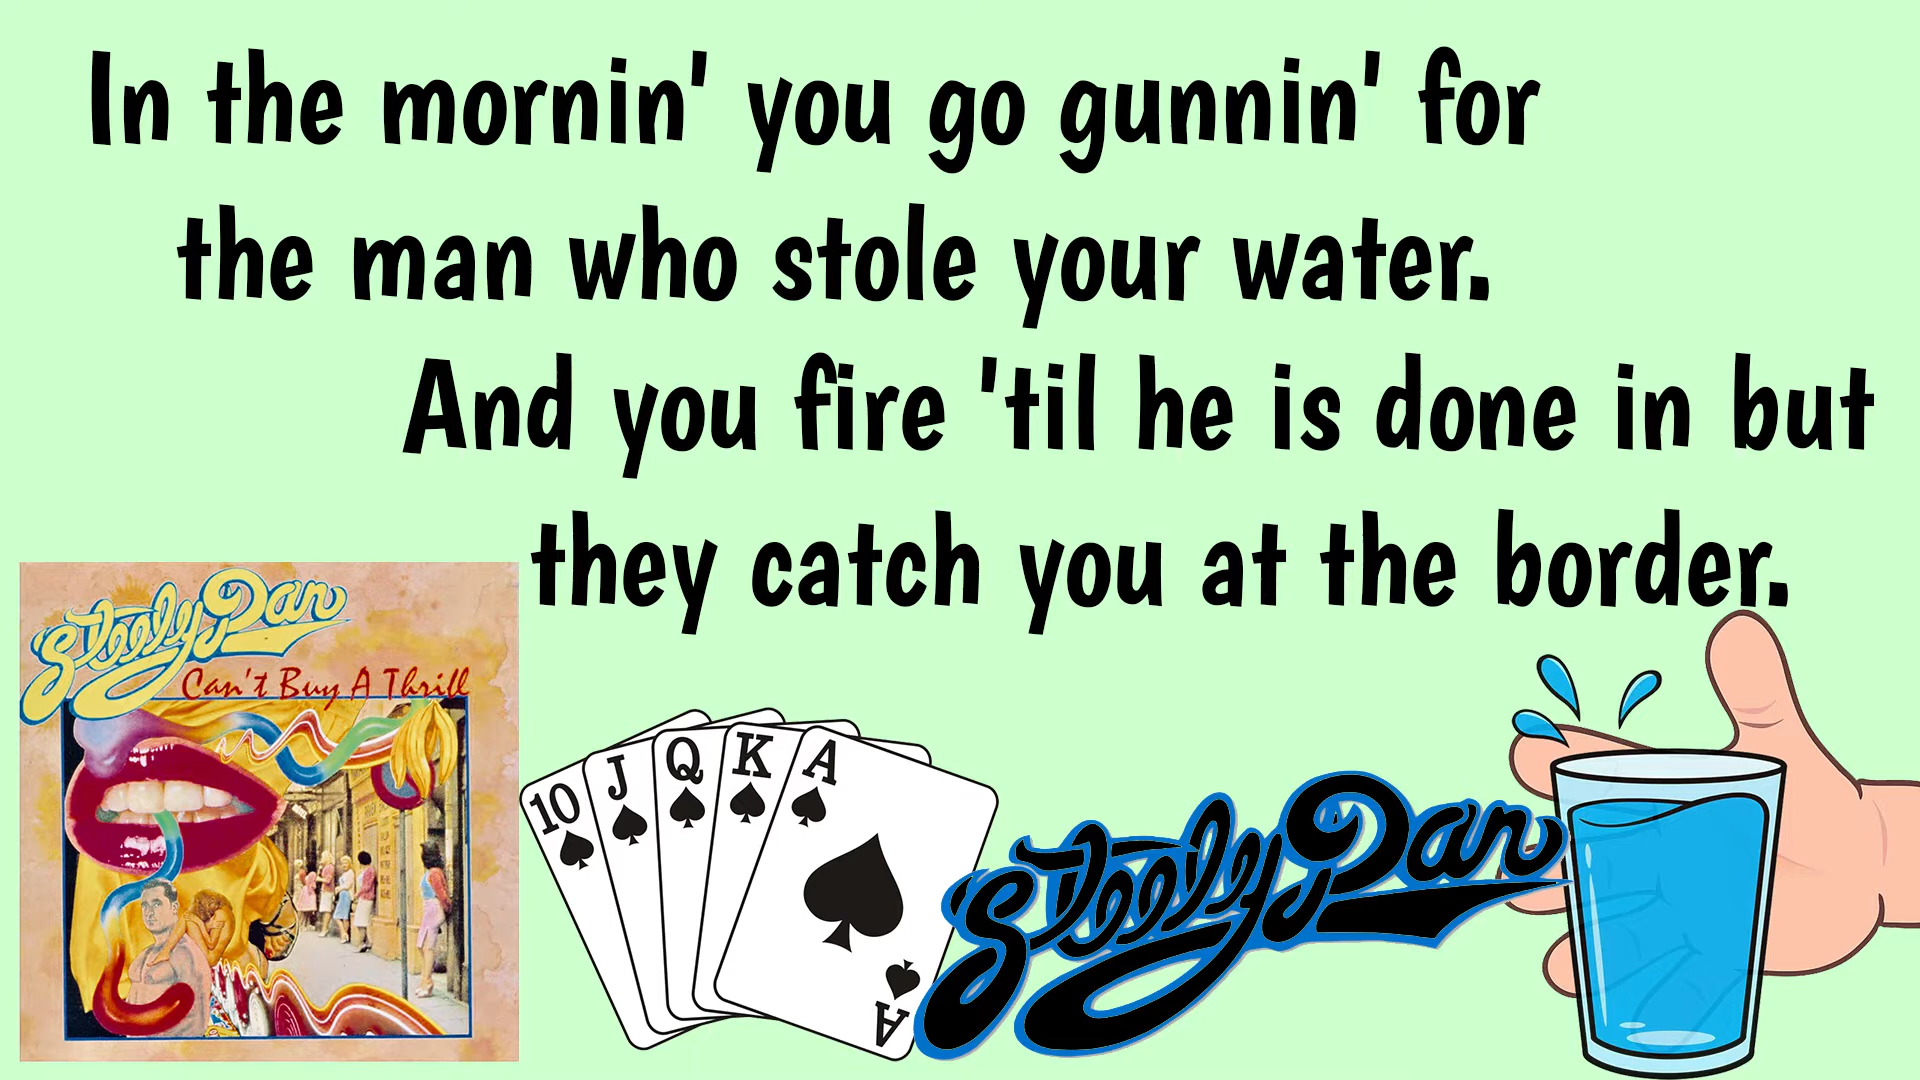 In the mornin' you go gunnin' for
the man who stole your water.
And you fire 'til he is done in but
they catch you at the border.
Steely Dan
Can't Buy A Thrill
10 J Q K A
A
Steely Dan